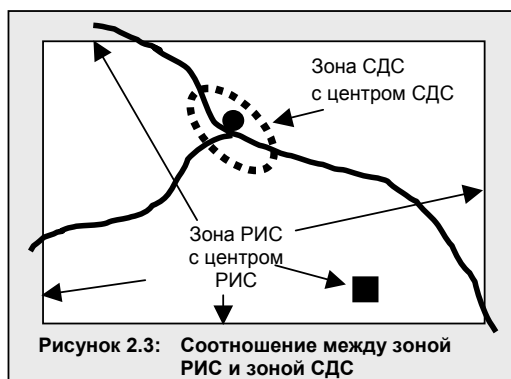 Зона СДС
с центром СДС
Зона РИС
с центром
РИС
Рисунок 2.3: Соотношение между зоной
РИС и зоной СДС